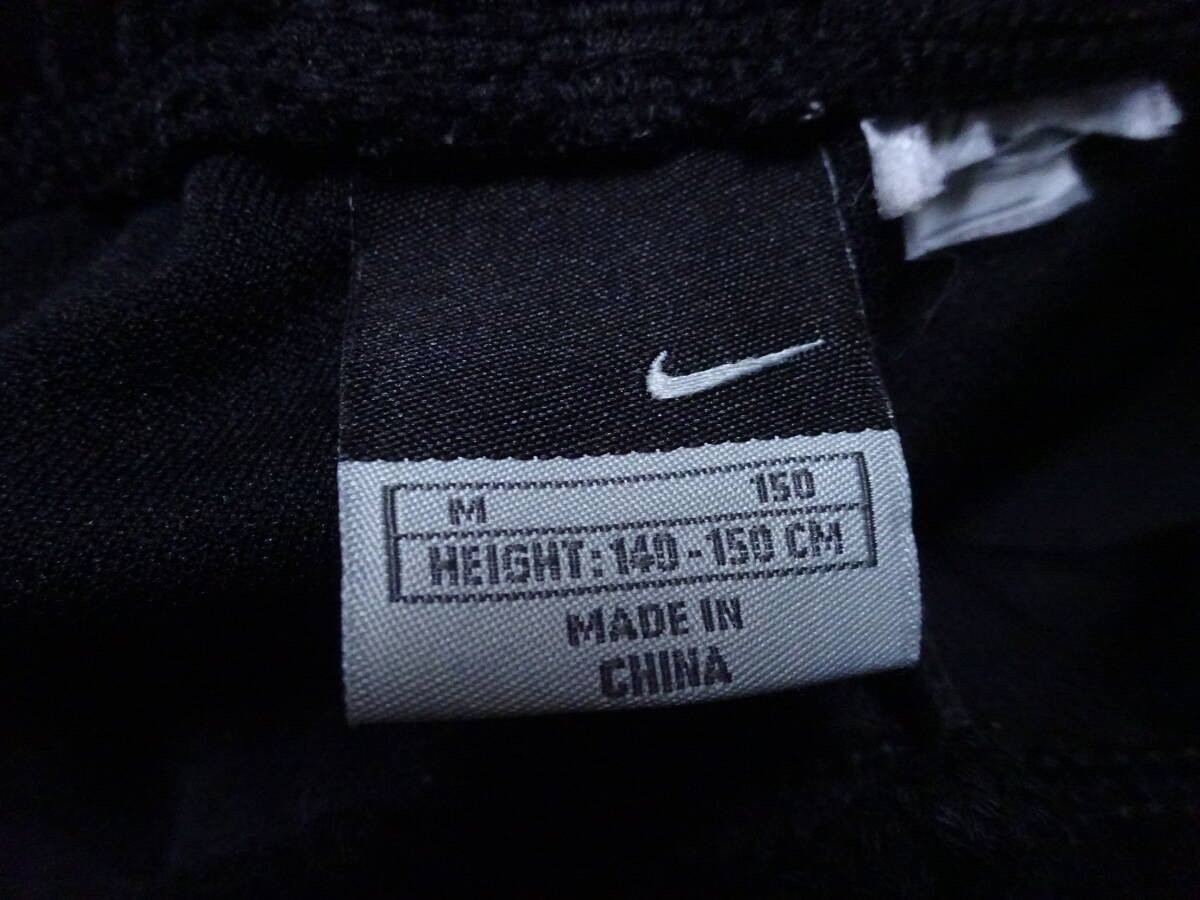 M 150
HEIGHT: 140 - 150 CM
MADE IN
CHINA